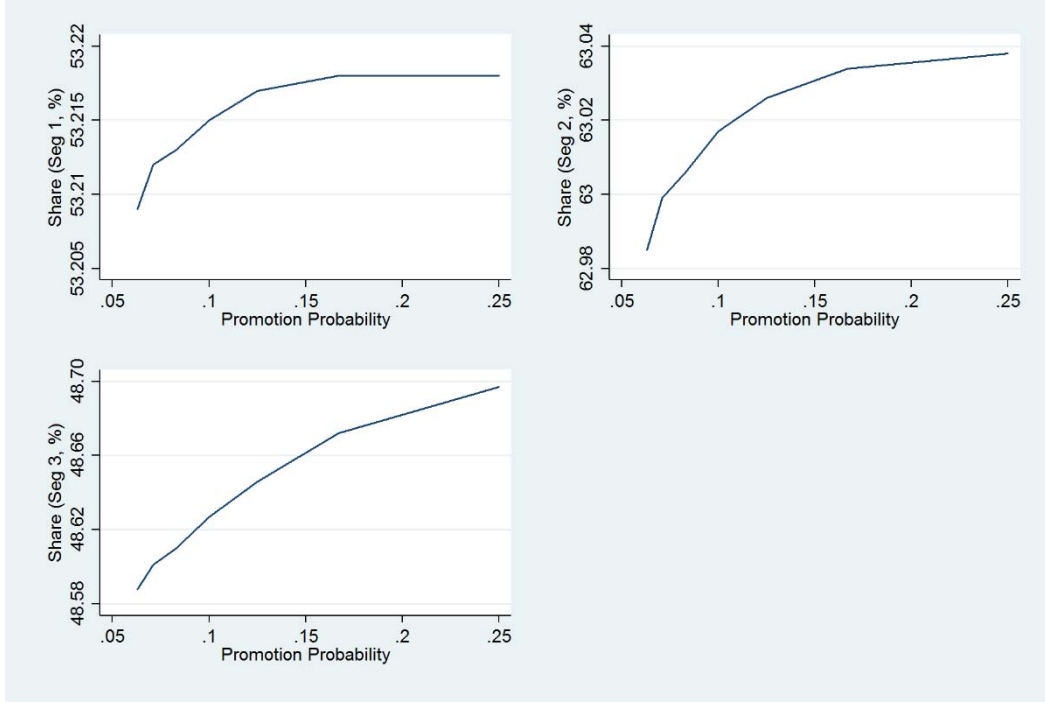 Share (Seg 1, %)
53.22
53.215
53.21
53.205
.05 .1 .15 .2 .25
Promotion Probability
Share (Seg 2, %)
63.04
63.02
63
62.98
.05 .1 .15 .2 .25
Promotion Probability
Share (Seg 3, %)
48.70
48.66
48.62
48.58
.05 .1 .15 .2 .25
Promotion Probability